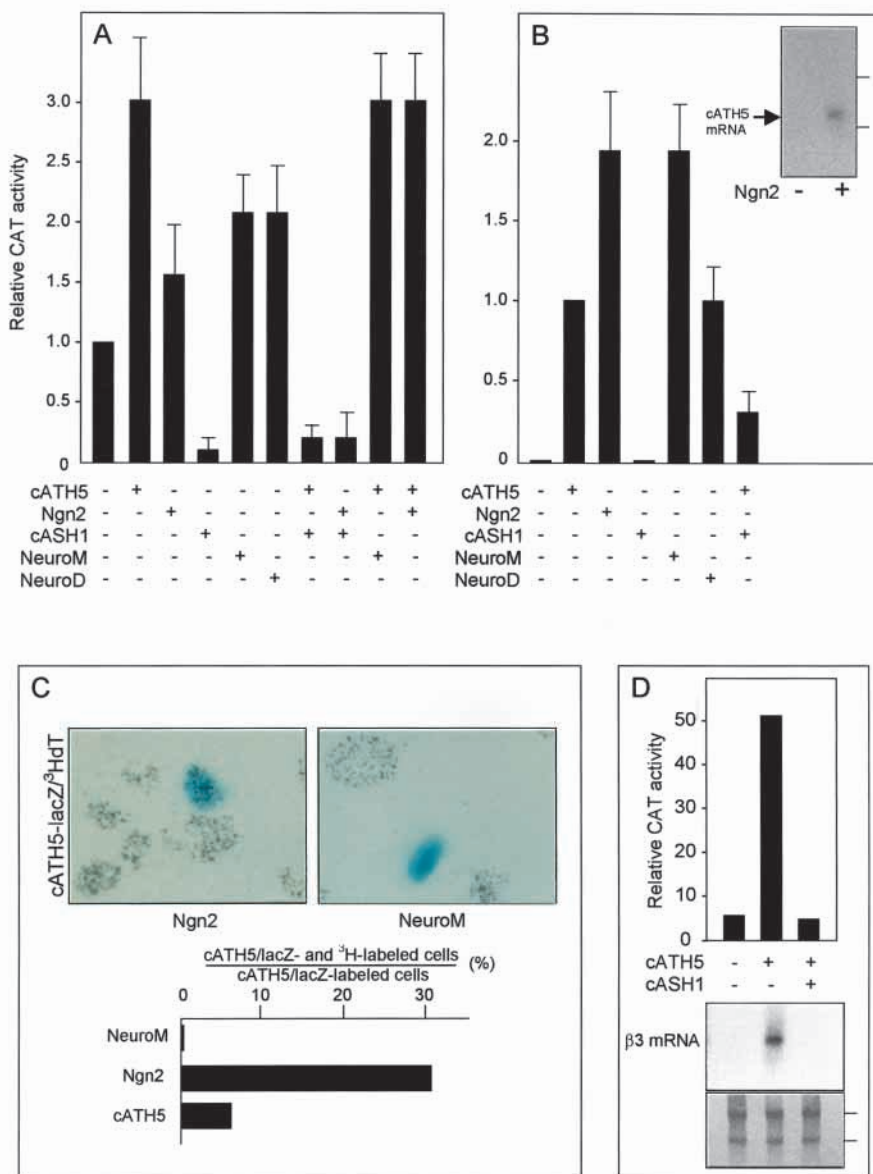 A
Relative CAT activity
3.0
2.5
2.0
1.5
1.0
0.5
0
cATH5 - + - - - - + - + +
Ngn2 - - + - - - - + - +
cASH1 - - - + - - + + - -
NeuroM - - - - + - - - + -
NeuroD - - - - - + - - - -
B
2.0
1.5
1.0
0.5
0
cATH5
mRNA
Ngn2 - +
cATH5 - + - - - - +
Ngn2 - - + - - - -
cASH1 - - - + - - +
NeuroM - - - - + - -
NeuroD - - - - - + -
C
cATH5-lacZ/³HdT
Ngn2
NeuroM
cATH5/lacZ- and ³H-labeled cells
cATH5/lacZ-labeled cells
(%)
0 10 20 30
NeuroM
Ngn2
cATH5
D
Relative CAT activity
50
40
30
20
10
0
cATH5 - + +
cASH1 - - +
β3 mRNA